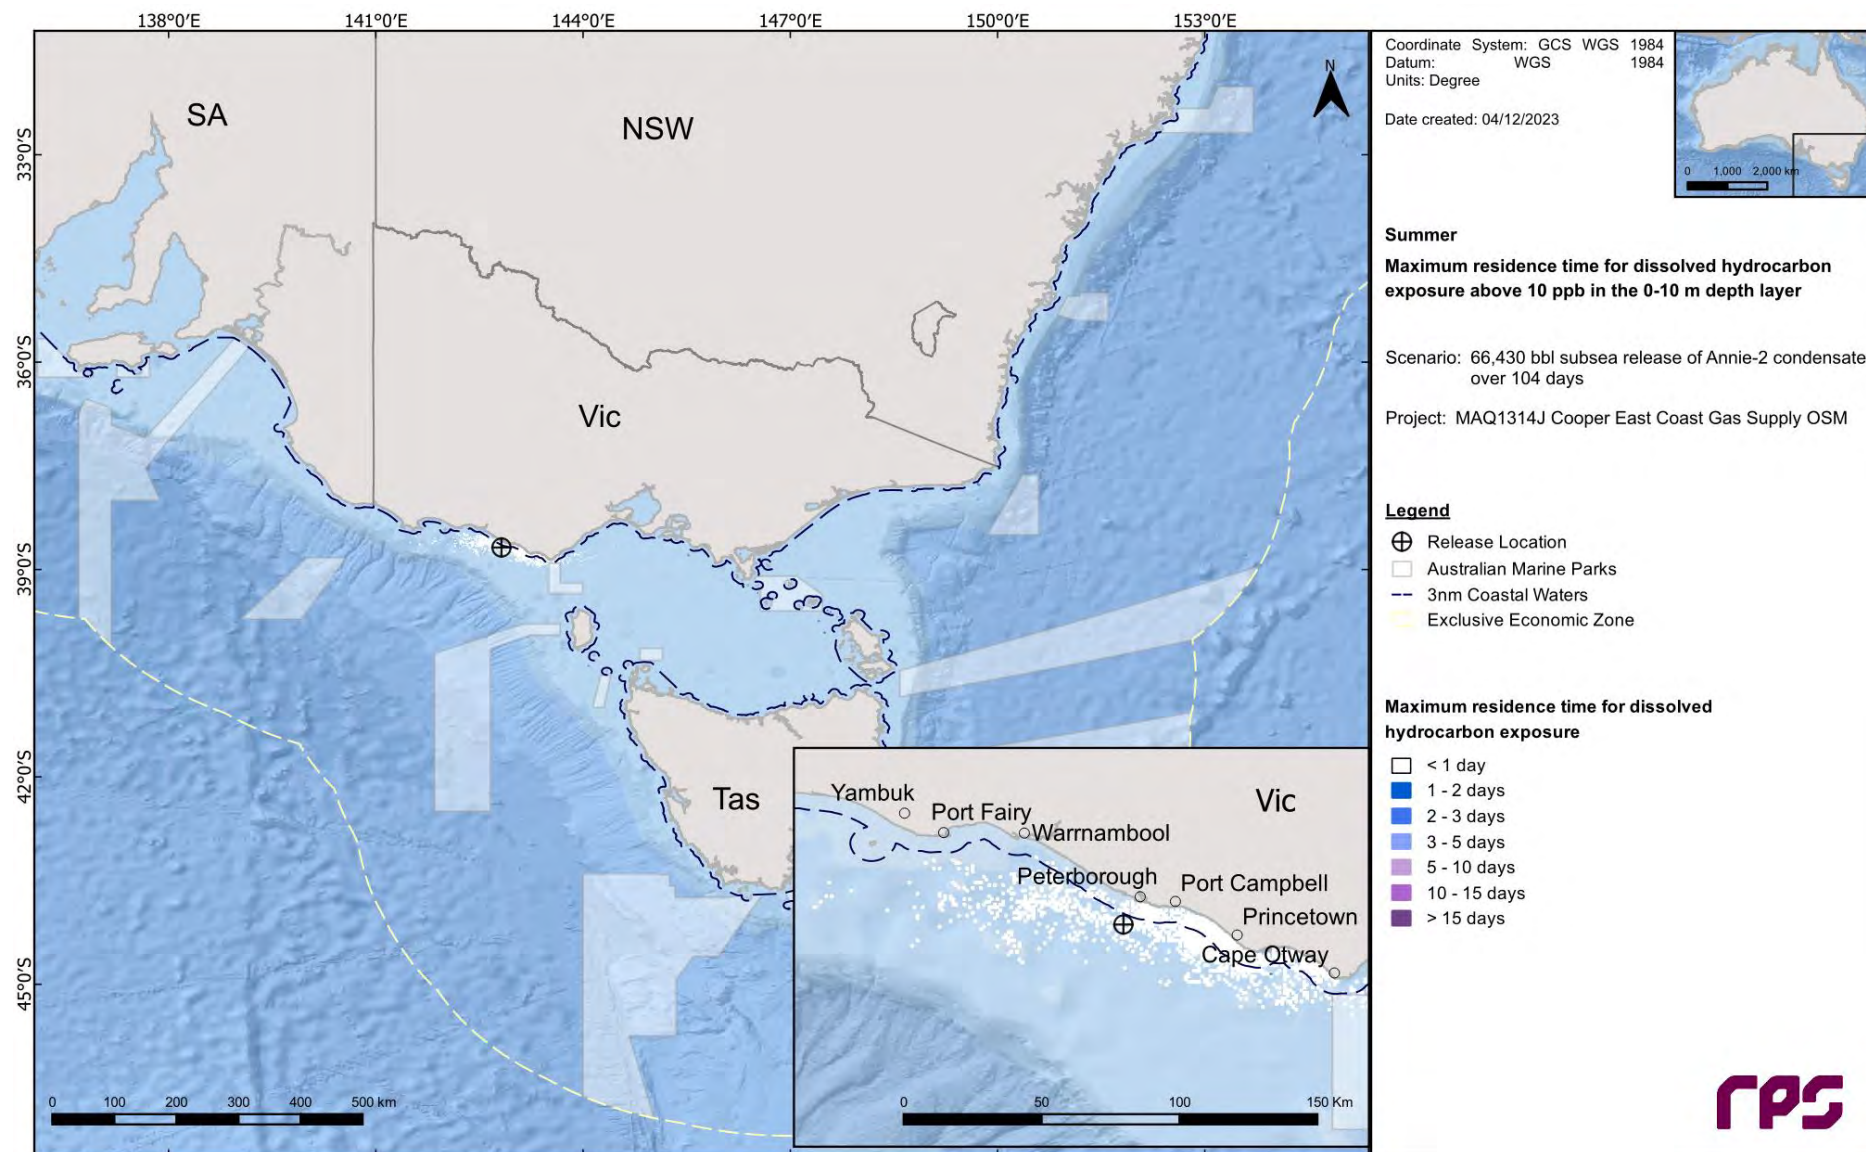 138°0′E 141°0′E 144°0′E 147°0′E 150°0′E 153°0′E
33°0′S
36°0′S
39°0′S
42°0′S
45°0′S
SA
NSW
N
Vic
Tas
0 100 200 300 400 500 km
Yambuk
Port Fairy
Warrnambool
Vic
Peterborough
Port Campbell
Princetown
Cape Otway
0 50 100 150 Km
Coordinate System: GCS WGS 1984
Datum: WGS 1984
Units: Degree
Date created: 04/12/2023
0 1,000 2,000 km
Summer
Maximum residence time for dissolved hydrocarbon
exposure above 10 ppb in the 0-10 m depth layer
Scenario: 66,430 bbl subsea release of Annie-2 condensate
over 104 days
Project: MAQ1314J Cooper East Coast Gas Supply OSM
Legend
Release Location
Australian Marine Parks
3nm Coastal Waters
Exclusive Economic Zone
Maximum residence time for dissolved
hydrocarbon exposure
< 1 day
1 - 2 days
2 - 3 days
3 - 5 days
5 - 10 days
10 - 15 days
> 15 days
rps